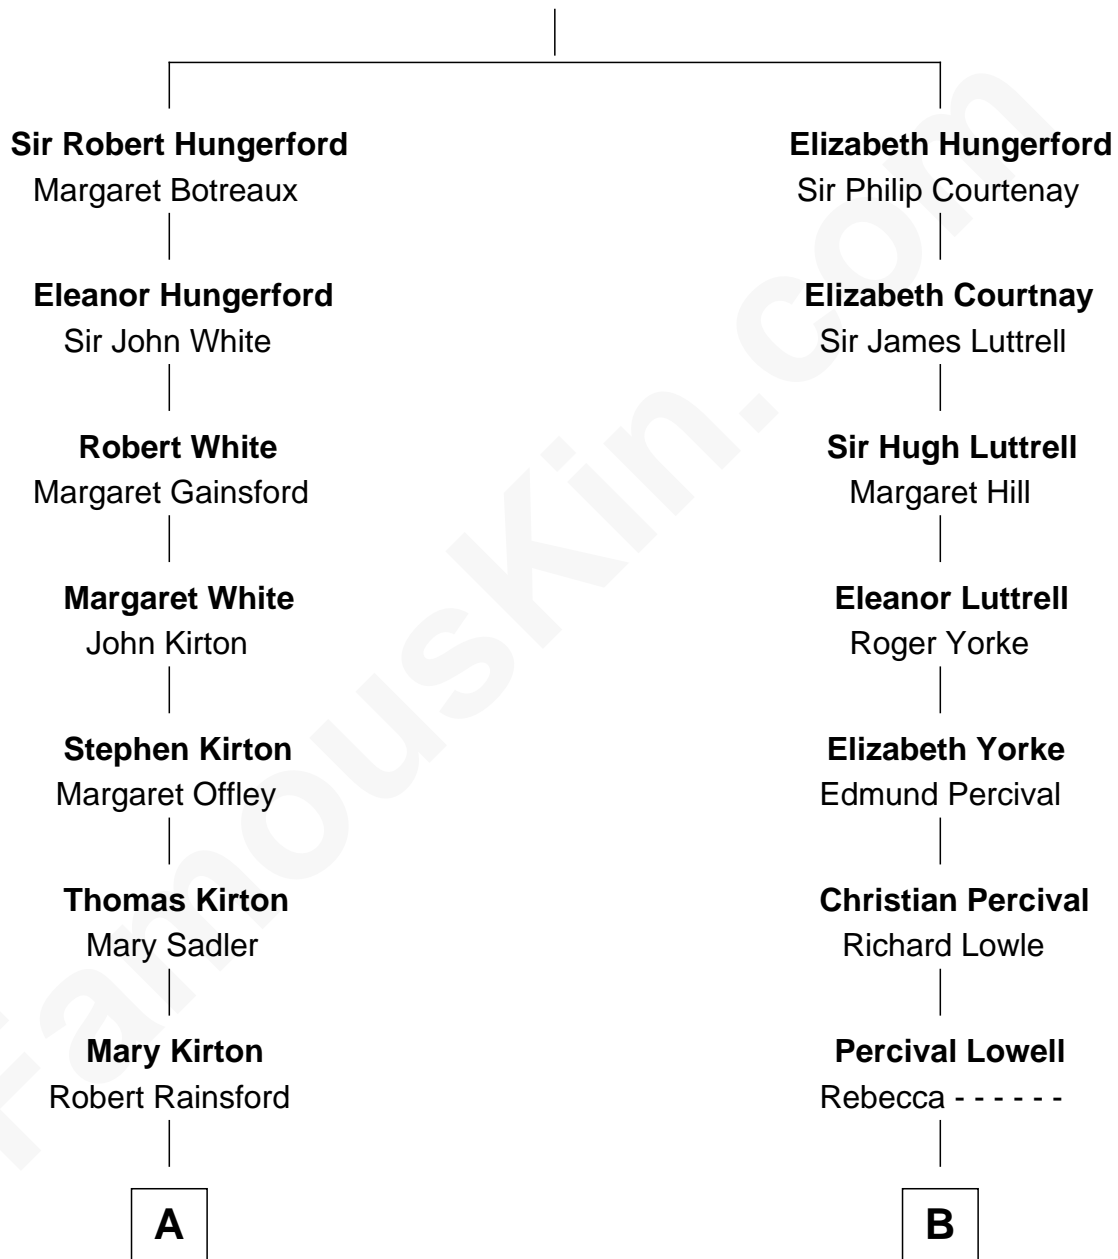 Sir Robert Hungerford
Margaret Botreaux
Eleanor Hungerford
Sir John White
Robert White
Margaret Gainsford
Margaret White
John Kirton
Stephen Kirton
Margaret Offley
Thomas Kirton
Mary Sadler
Mary Kirton
Robert Rainsford
A
Elizabeth Hungerford
Sir Philip Courtenay
Elizabeth Courtnay
Sir James Luttrell
Sir Hugh Luttrell
Margaret Hill
Eleanor Luttrell
Roger Yorke
Elizabeth Yorke
Edmund Percival
Christian Percival
Richard Lowle
Percival Lowell
Rebecca - - - - - -
B
FamousKin.com